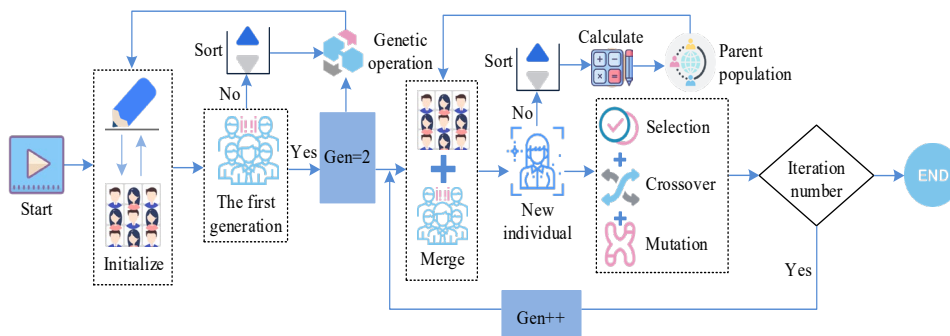 Start
Initialize
Sort
No
The first
generation
Yes
Gen=2
Genetic
operation
Merge
Sort
No
New
individual
Calculate
Parent
population
Selection
Crossover
Mutation
Iteration
number
Yes
END
Gen++